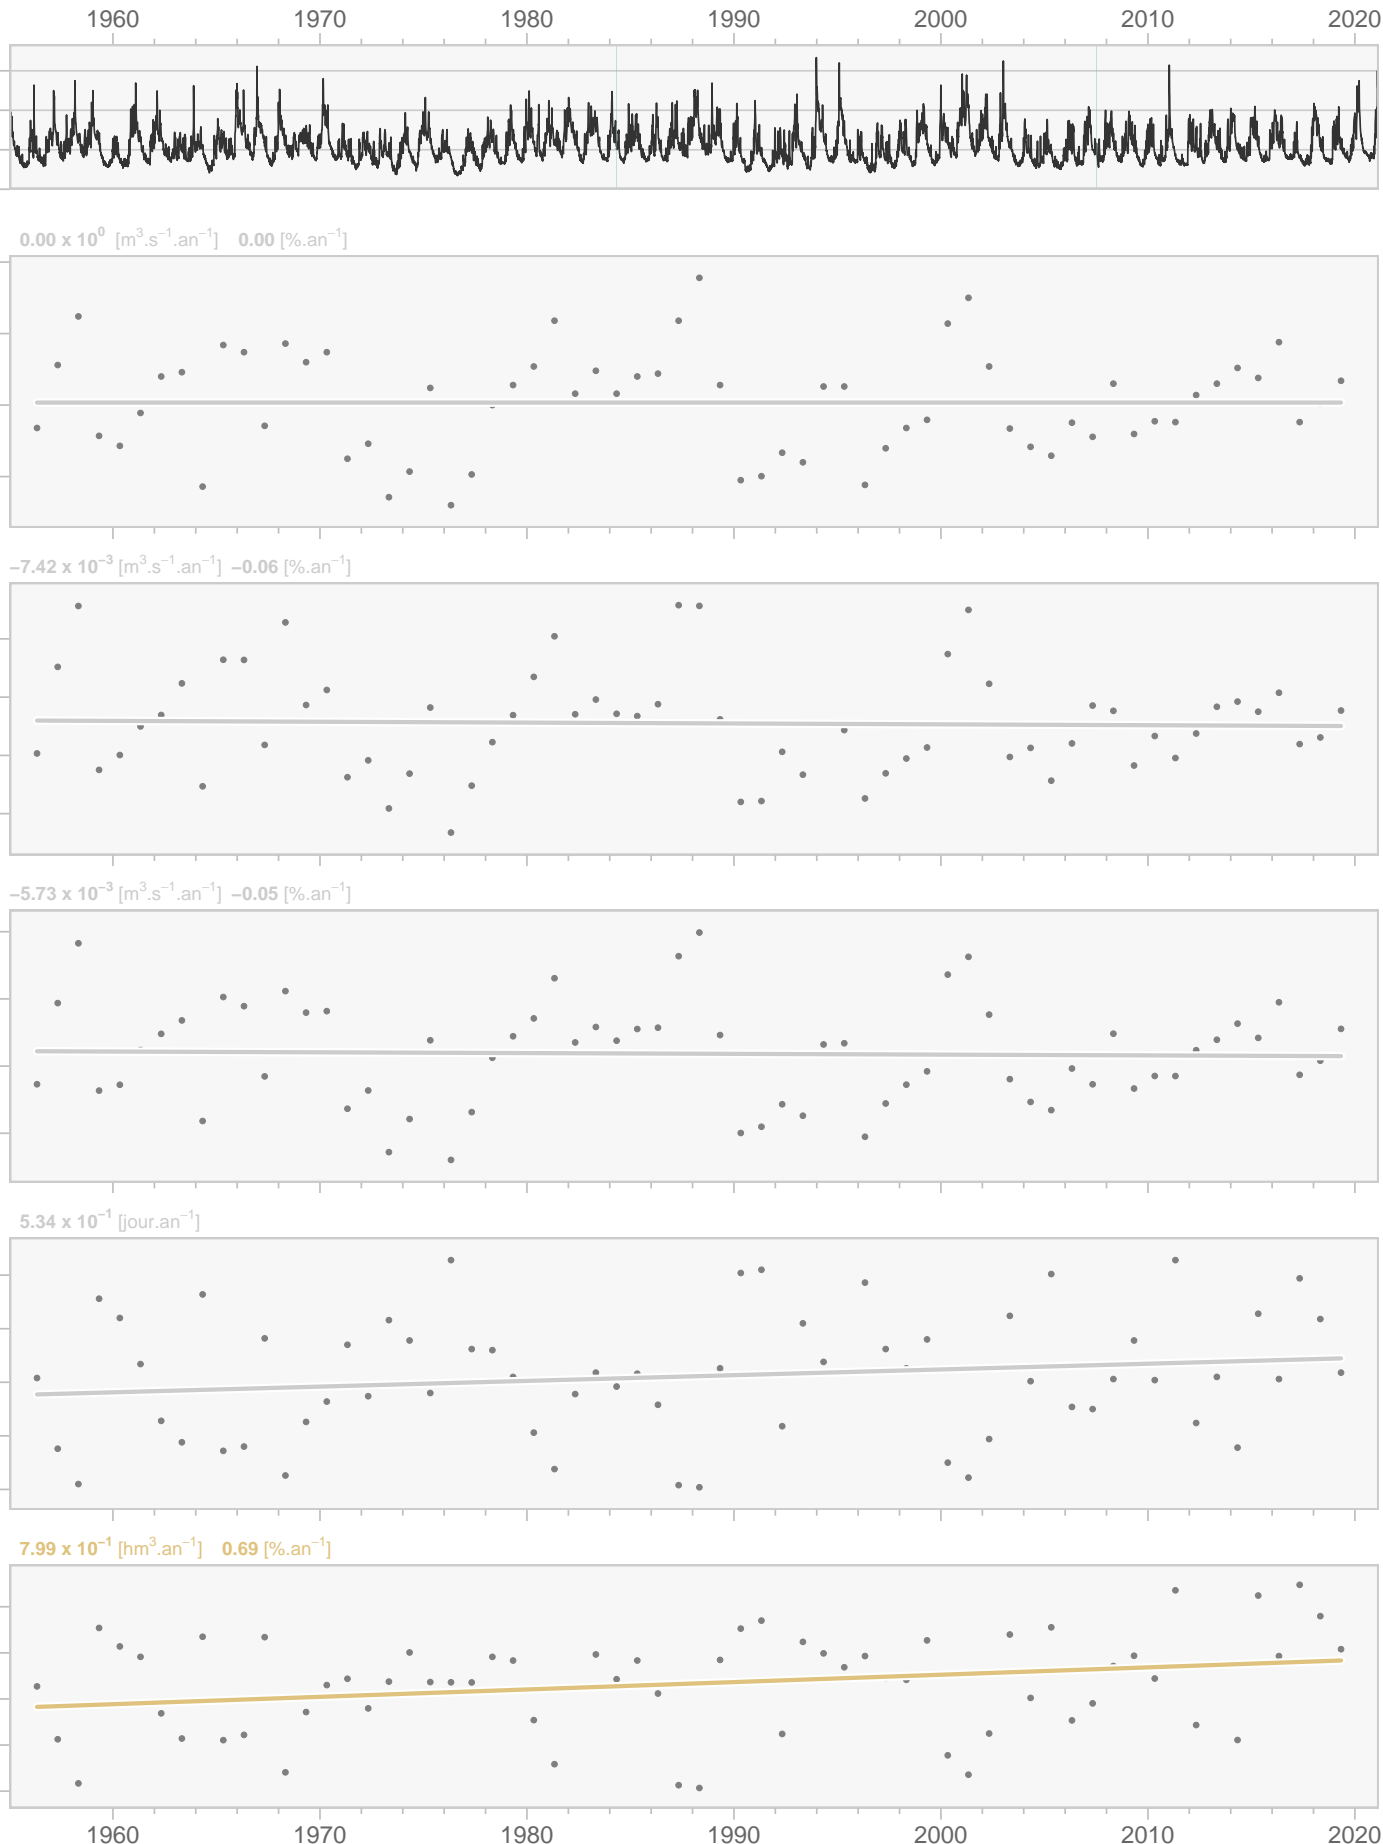 1960 1970 1980 1990 2000 2010 2020
0.00 x 10⁰ [m³.s⁻¹.an⁻¹] 0.00 [%.an⁻¹]
−7.42 x 10⁻³ [m³.s⁻¹.an⁻¹] −0.06 [%.an⁻¹]
−5.73 x 10⁻³ [m³.s⁻¹.an⁻¹] −0.05 [%.an⁻¹]
5.34 x 10⁻¹ [jour.an⁻¹]
7.99 x 10⁻¹ [hm³.an⁻¹] 0.69 [%.an⁻¹]
1960 1970 1980 1990 2000 2010 2020